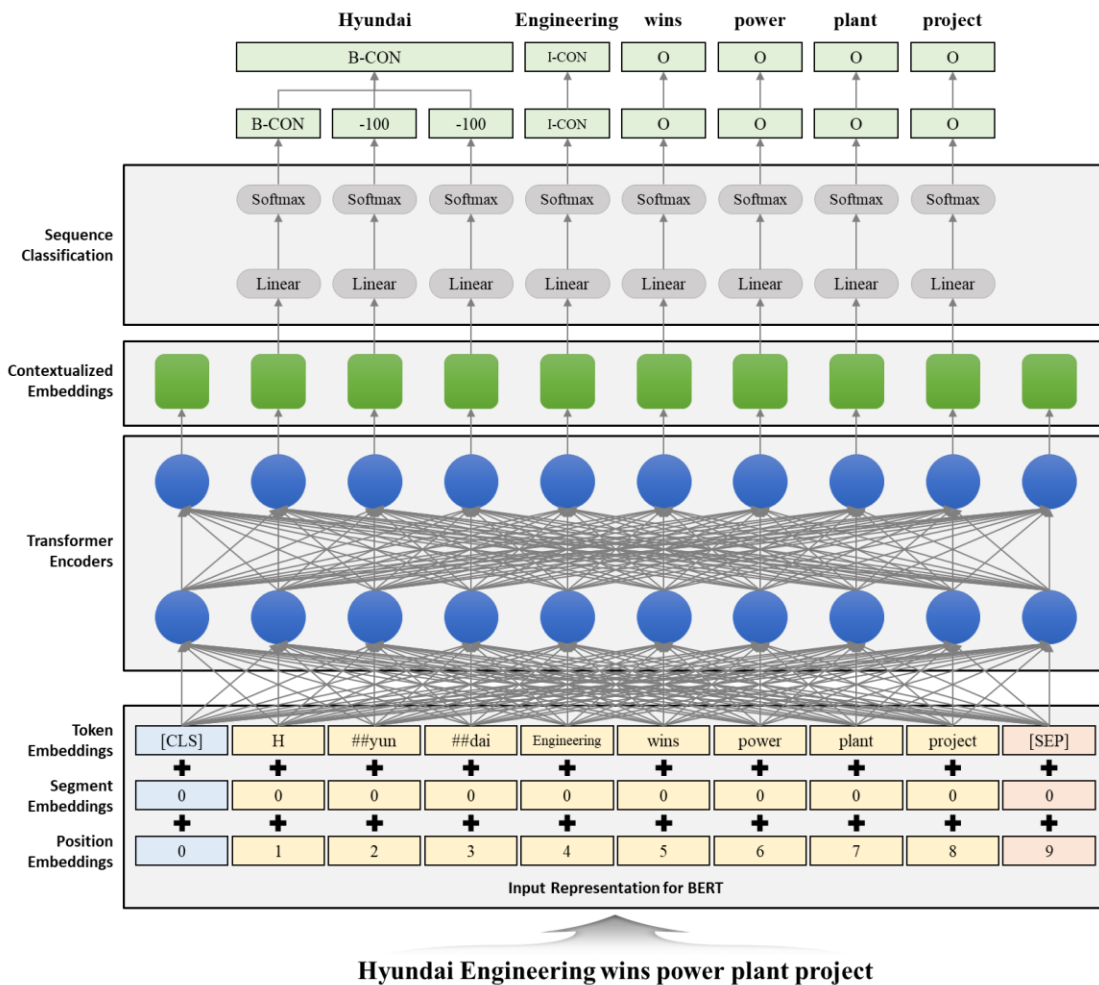 Hyundai Engineering wins power plant project
B-CON I-CON O O O O
B-CON -100 -100 I-CON O O O O
Sequence Classification
Softmax Softmax Softmax Softmax Softmax Softmax Softmax Softmax
Linear Linear Linear Linear Linear Linear Linear Linear
Contextualized Embeddings
Transformer Encoders
Token Embeddings
[CLS] H ##yun ##dai Engineering wins power plant project [SEP]
+ + + + + + + + + +
Segment Embeddings
0 0 0 0 0 0 0 0 0 0
+ + + + + + + + + +
Position Embeddings
0 1 2 3 4 5 6 7 8 9
Input Representation for BERT
Hyundai Engineering wins power plant project